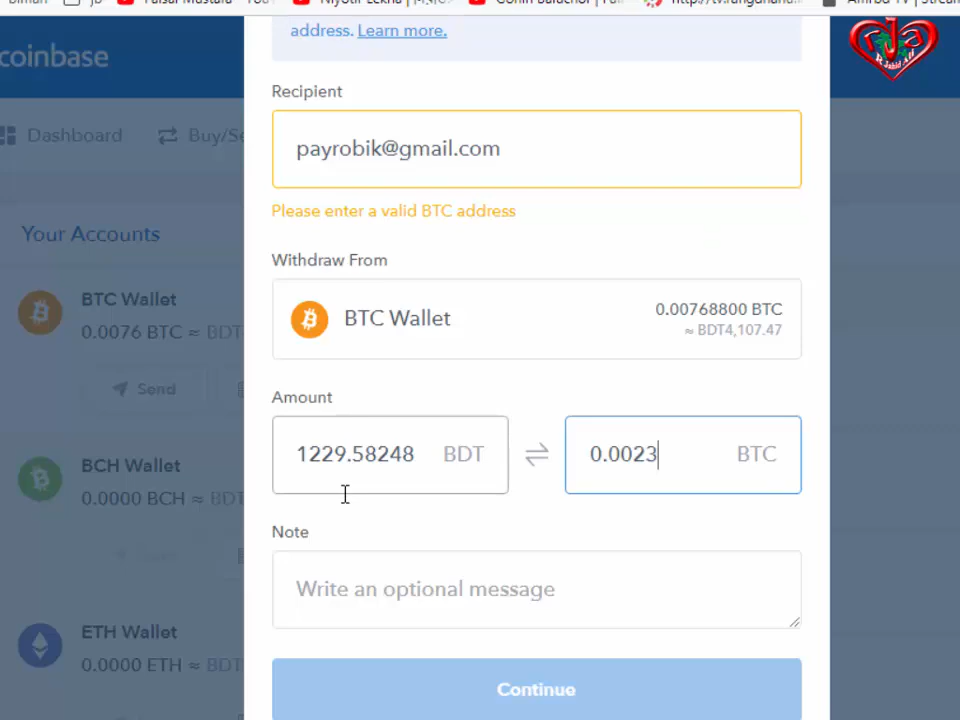 address. Learn more.
coinbase
Recipient
Dashboard
payrobik@gmail.com
Please enter a valid BTC address
Your Accounts
Withdraw From
BTC Wallet
0.0076 BTC ≈ BDT
BTC Wallet
0.00768800 BTC
≈ BDT4,107.47
Send
Amount
1229.58248 BDT
0.0023 BTC
BCH Wallet
0.0000 BCH ≈ BDT
Note
Write an optional message
ETH Wallet
0.0000 ETH ≈ BDT
Continue